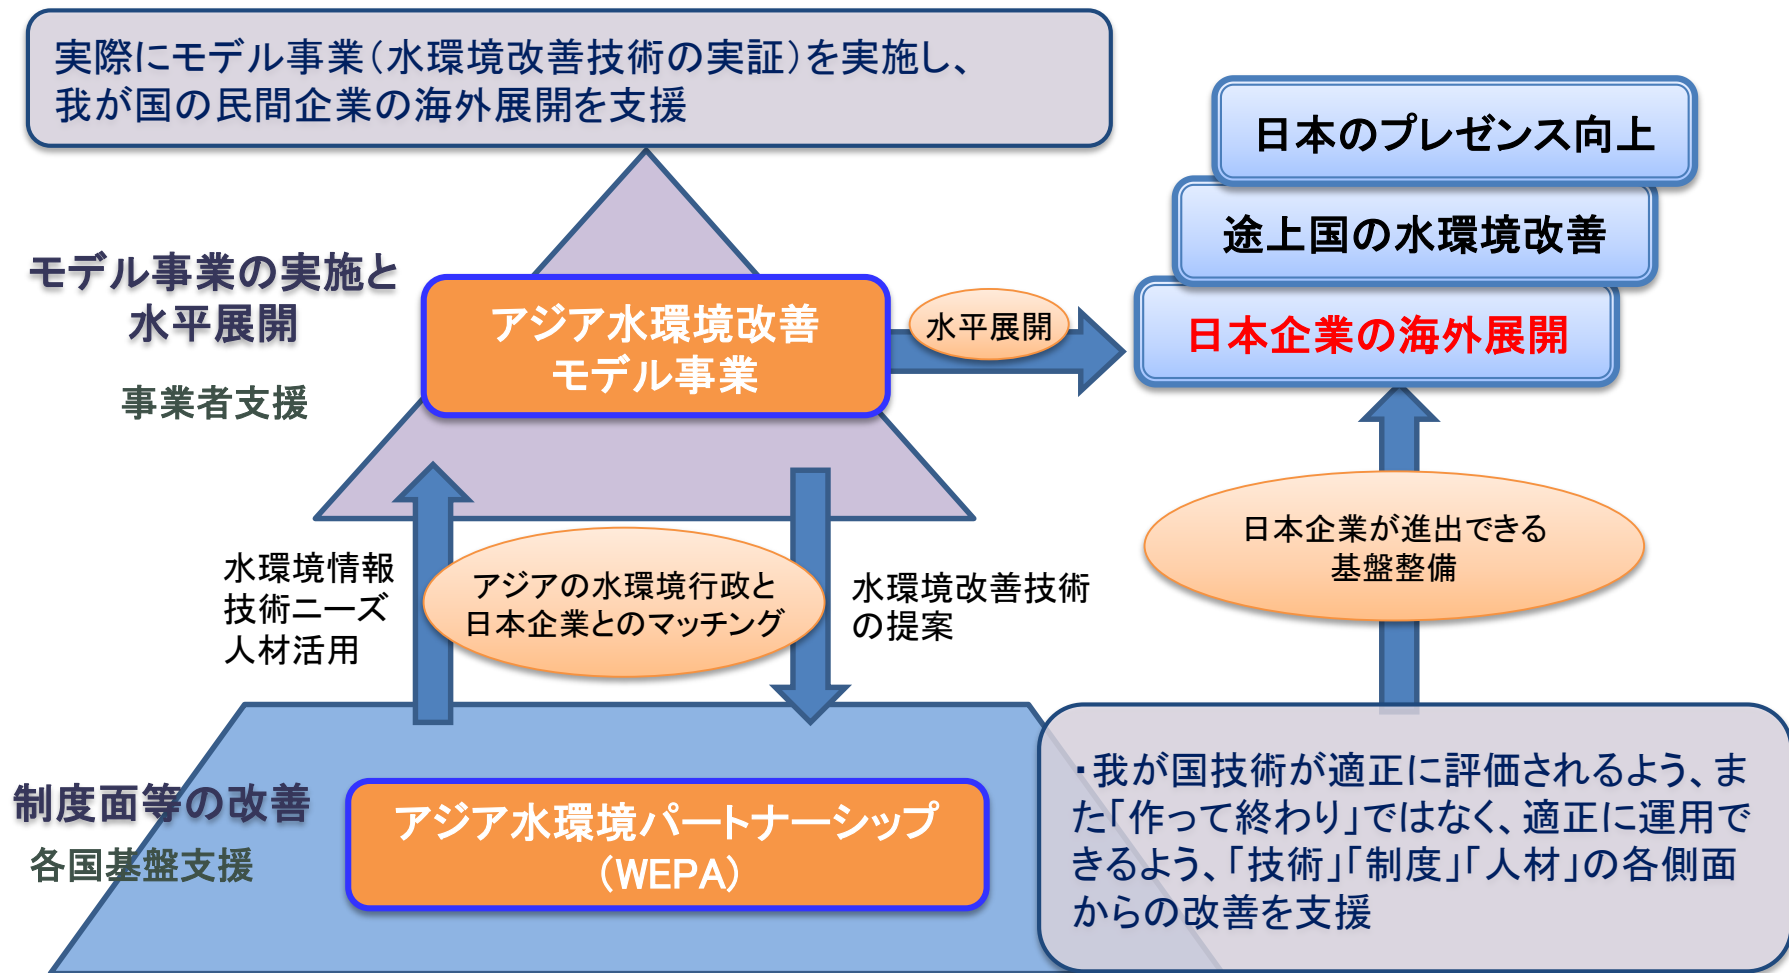 実際にモデル事業（水環境改善技術の実証）を実施し、
我が国の民間企業の海外展開を支援
日本のプレゼンス向上
途上国の水環境改善
日本企業の海外展開
モデル事業の実施と
水平展開
事業者支援
アジア水環境改善
モデル事業
水平展開
水環境情報
技術ニーズ
人材活用
アジアの水環境行政と
日本企業とのマッチング
水環境改善技術
の提案
日本企業が進出できる
基盤整備
制度面等の改善
各国基盤支援
アジア水環境パートナーシップ
（WEPA）
・我が国技術が適正に評価されるよう、ま
た「作って終わり」ではなく、適正に運用で
きるよう、「技術」「制度」「人材」の各側面
からの改善を支援